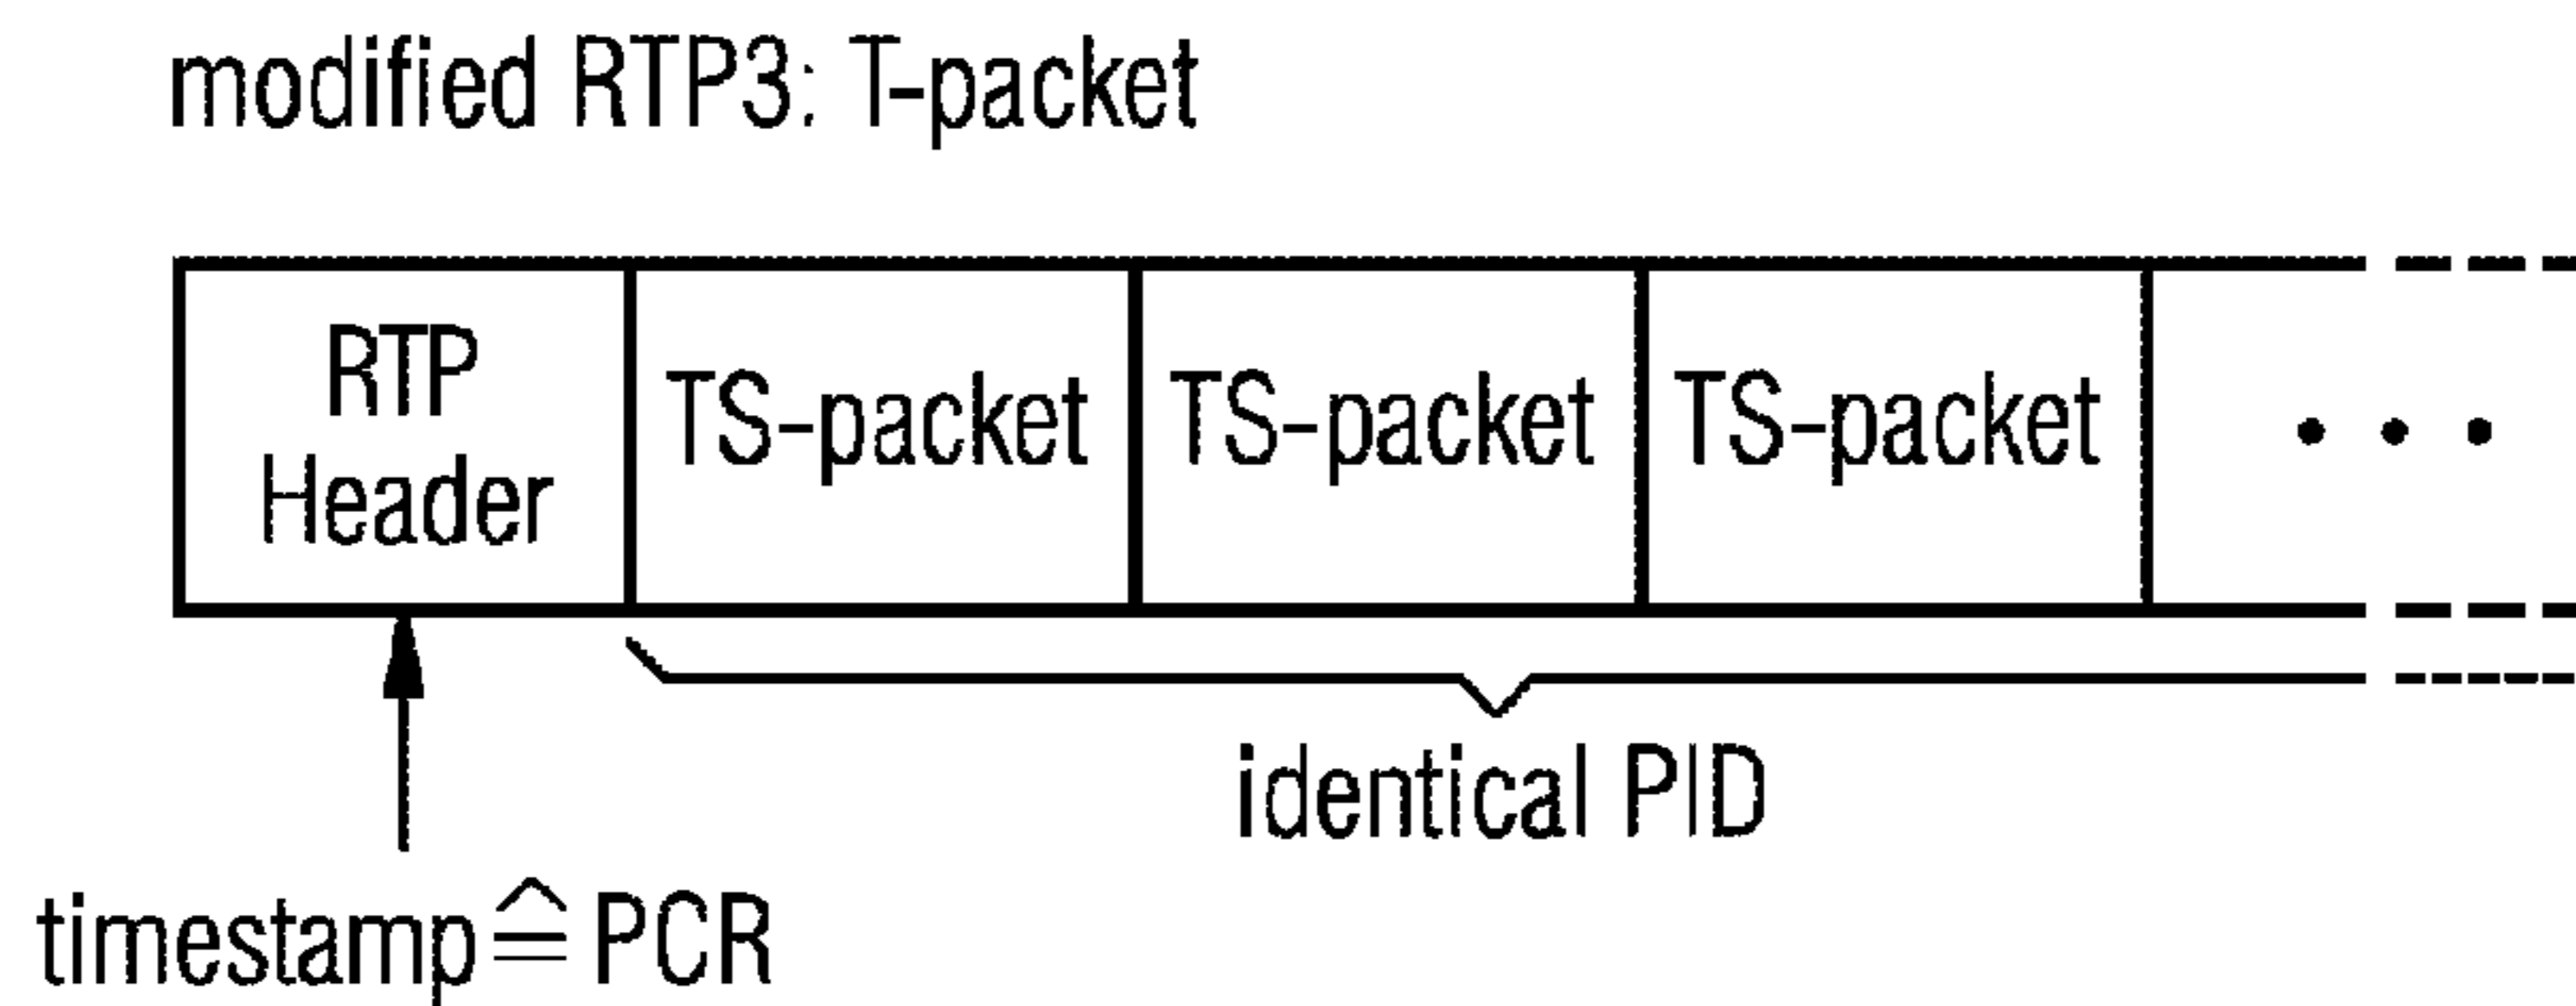 modified RTP3: T-packet
RTP
Header
TS-packet TS-packet TS-packet • • •
identical PID
timestamp≙PCR